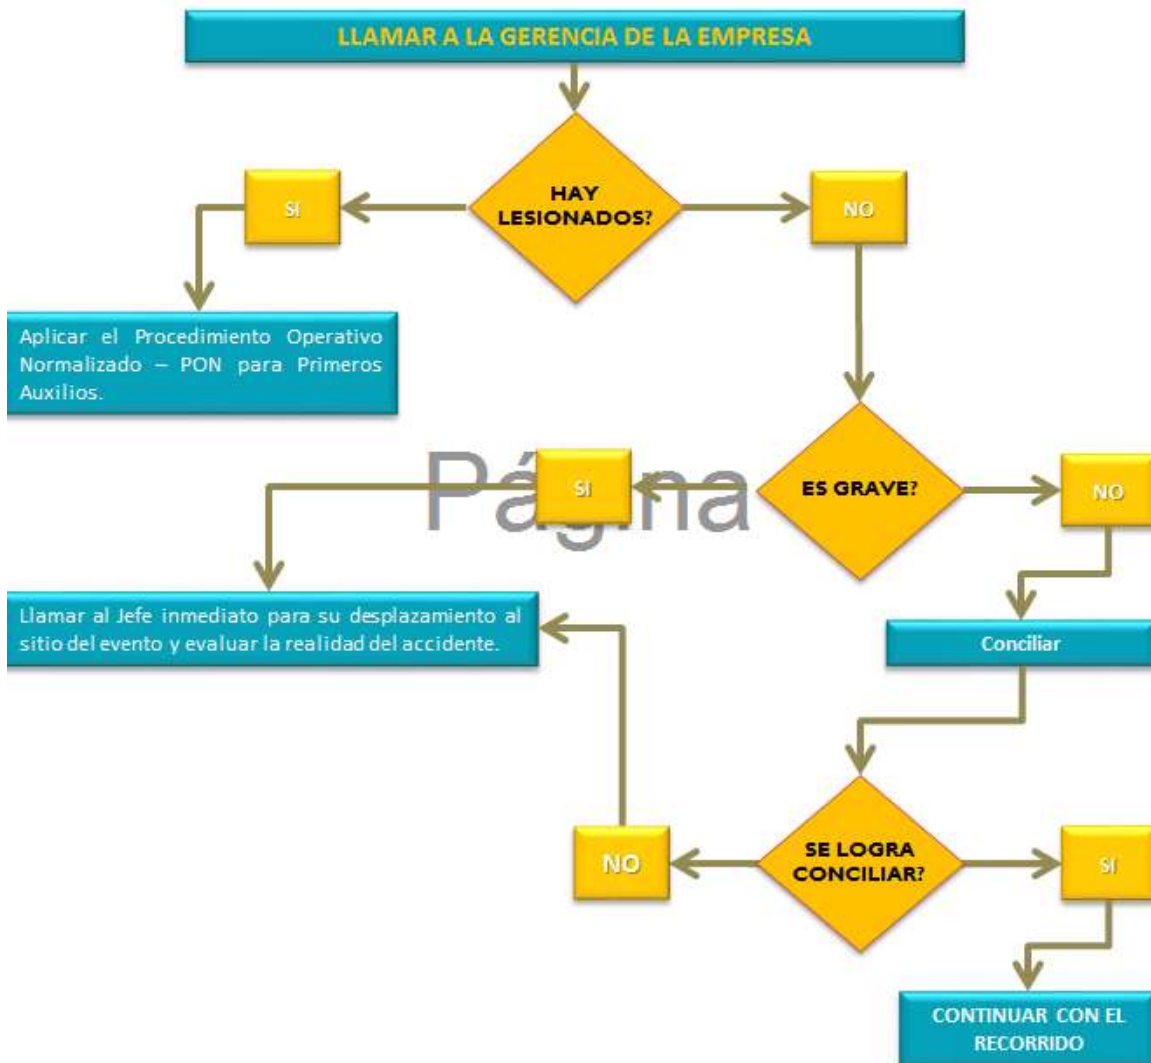 LLAMAR A LA GERENCIA DE LA EMPRESA
HAY
LESIONADOS?
SI
NO
Aplicar el Procedimiento Operativo
Normalizado – PON para Primeros
Auxilios.
Página
ES GRAVE?
SI
NO
Llamar al Jefe inmediato para su desplazamiento al
sitio del evento y evaluar la realidad del accidente.
Conciliar
SE LOGRA
CONCILIAR?
NO
SI
CONTINUAR CON EL
RECORRIDO